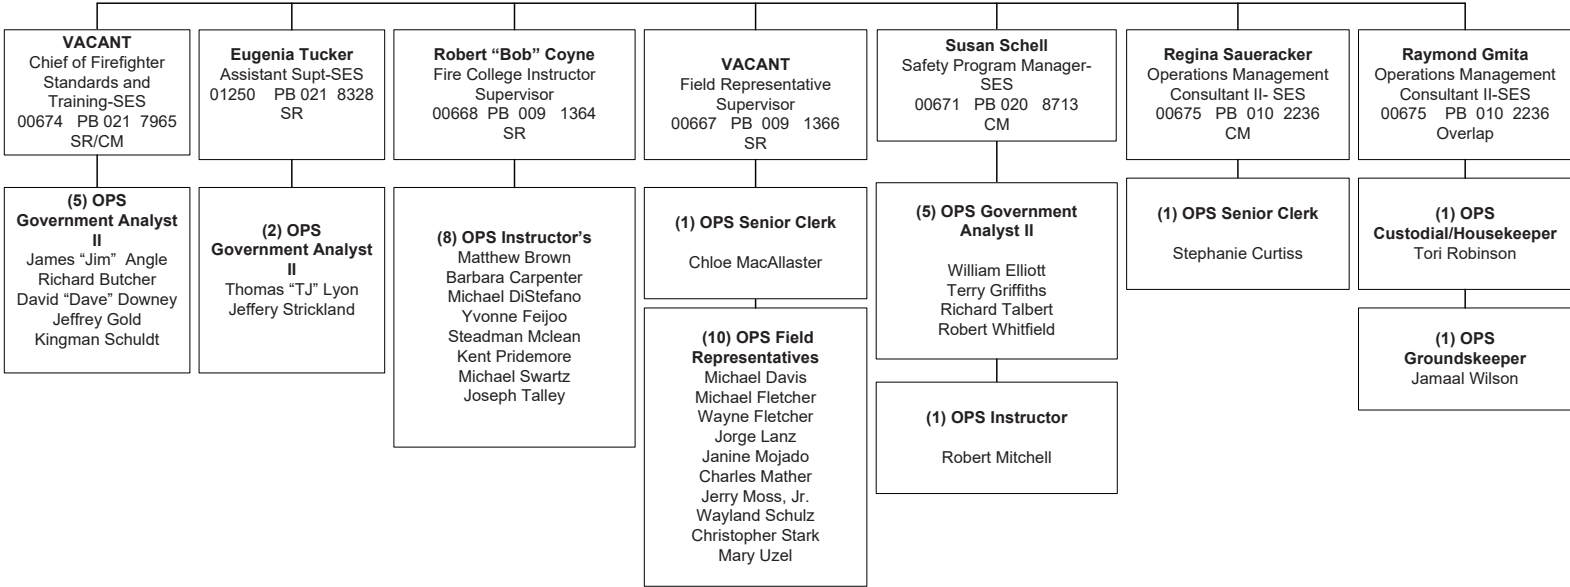 VACANT
Chief of Firefighter
Standards and
Training-SES
00674 PB 021 7965
SR/CM
Eugenia Tucker
Assistant Supt-SES
01250 PB 021 8328
SR
Robert “Bob” Coyne
Fire College Instructor
Supervisor
00668 PB 009 1364
SR
VACANT
Field Representative
Supervisor
00667 PB 009 1366
SR
Susan Schell
Safety Program Manager-
SES
00671 PB 020 8713
CM
Regina Saueracker
Operations Management
Consultant II- SES
00675 PB 010 2236
CM
Raymond Gmita
Operations Management
Consultant II-SES
00675 PB 010 2236
Overlap
(5) OPS
Government Analyst
II
James “Jim” Angle
Richard Butcher
David “Dave” Downey
Jeffrey Gold
Kingman Schuldt
(2) OPS
Government Analyst
II
Thomas “TJ” Lyon
Jeffery Strickland
(8) OPS Instructor’s
Matthew Brown
Barbara Carpenter
Michael DiStefano
Yvonne Feijoo
Steadman Mclean
Kent Pridemore
Michael Swartz
Joseph Talley
(1) OPS Senior Clerk
Chloe MacAllaster
(10) OPS Field
Representatives
Michael Davis
Michael Fletcher
Wayne Fletcher
Jorge Lanz
Janine Mojado
Charles Mather
Jerry Moss, Jr.
Wayland Schulz
Christopher Stark
Mary Uzel
(5) OPS Government
Analyst II
William Elliott
Terry Griffiths
Richard Talbert
Robert Whitfield
(1) OPS Instructor
Robert Mitchell
(1) OPS Senior Clerk
Stephanie Curtiss
(1) OPS
Custodial/Housekeeper
Tori Robinson
(1) OPS
Groundskeeper
Jamaal Wilson